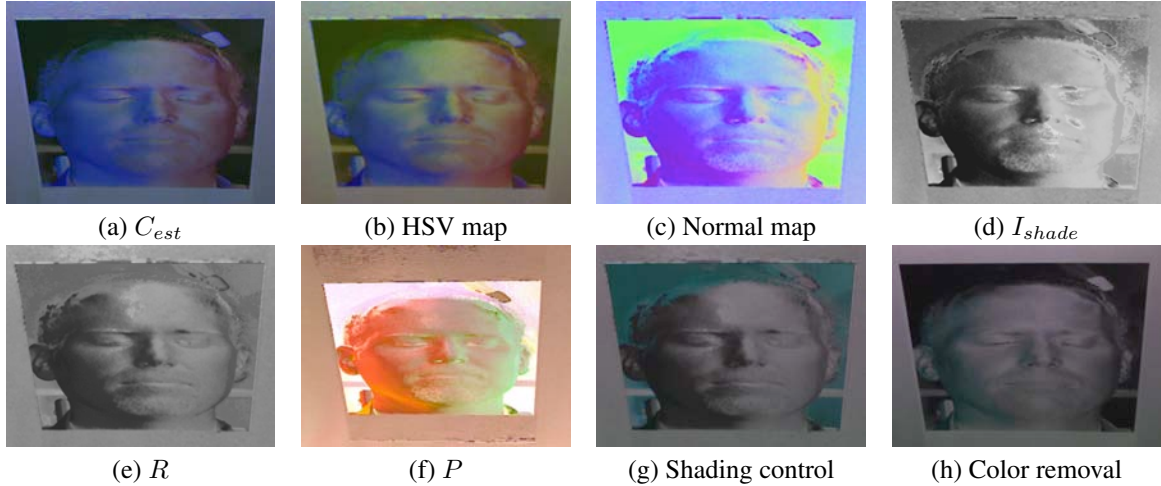 (a) C_est (b) HSV map (c) Normal map (d) I_shade
(e) R (f) P (g) Shading control (h) Color removal